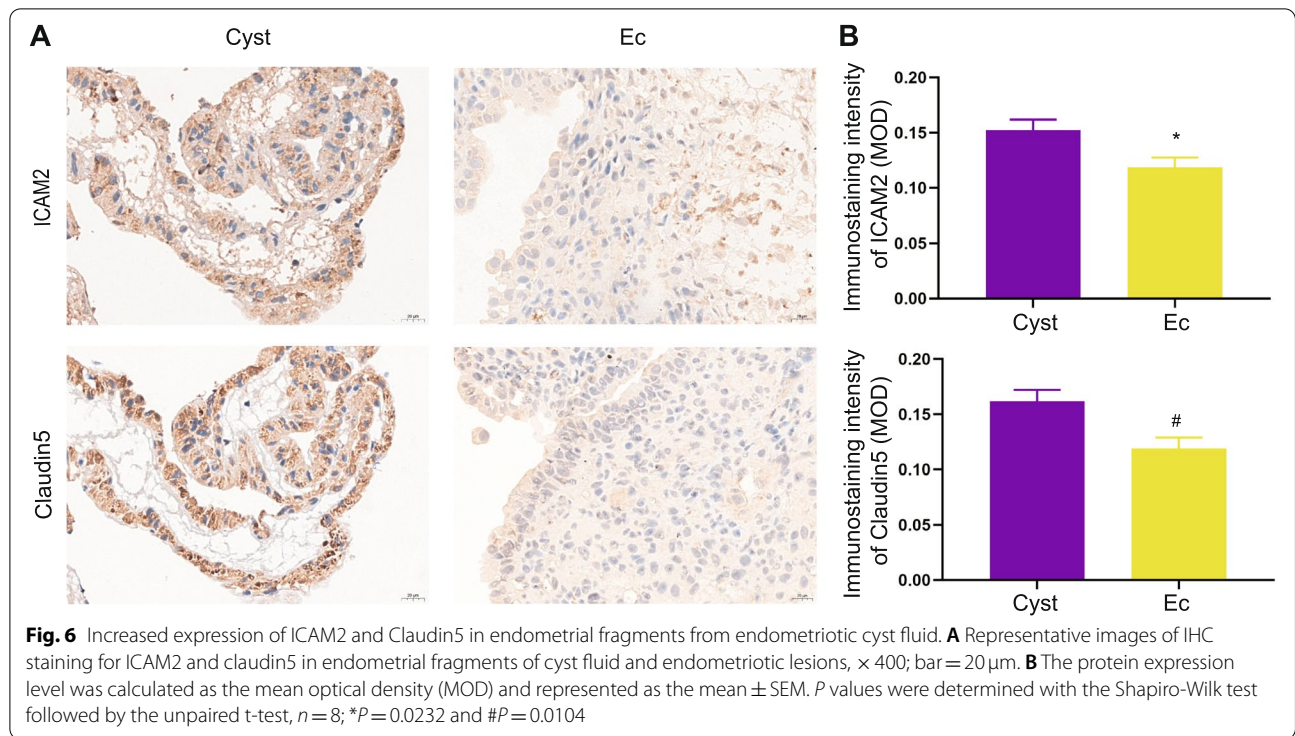 A
Cyst
Ec
ICAM2
Claudin5
20 μm
20 μm
B
Immunostaining intensity
of ICAM2 (MOD)
0.20
0.15
0.10
0.05
0.00
*
Cyst
Ec
Immunostaining intensity
of Claudin5 (MOD)
0.20
0.15
0.10
0.05
0.00
#
Cyst
Ec
Fig. 6 Increased expression of ICAM2 and Claudin5 in endometrial fragments from endometriotic cyst fluid. A Representative images of IHC
staining for ICAM2 and claudin5 in endometrial fragments of cyst fluid and endometriotic lesions, × 400; bar = 20 μm. B The protein expression
level was calculated as the mean optical density (MOD) and represented as the mean ± SEM. P values were determined with the Shapiro-Wilk test
followed by the unpaired t-test, n = 8; *P = 0.0232 and #P = 0.0104